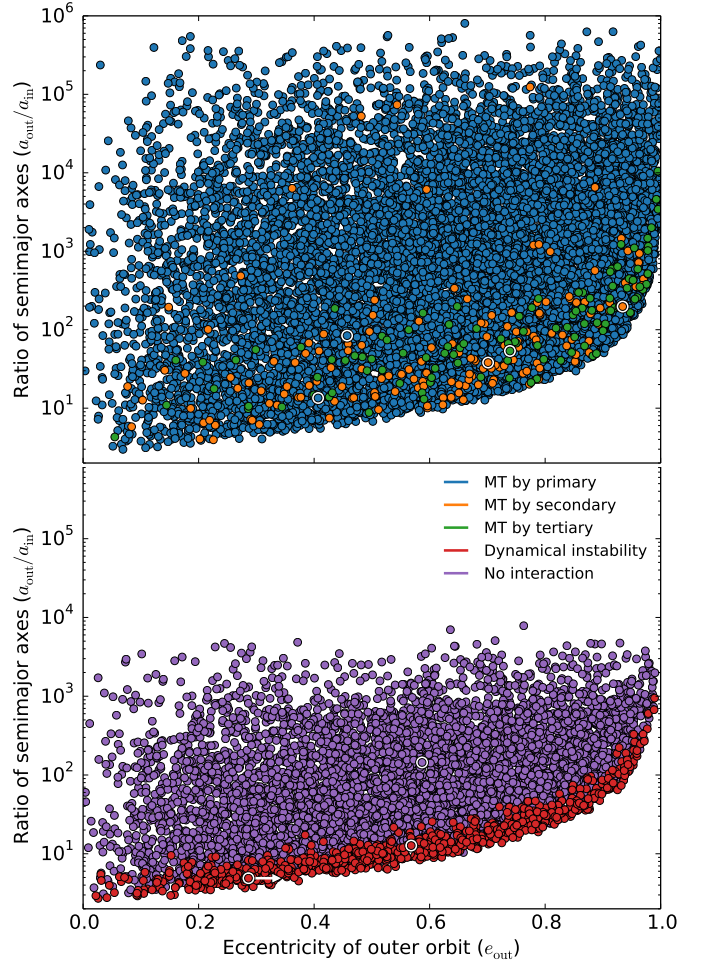 10^6
10^5
10^4
10^3
10^2
10^1
Ratio of semimajor axes (a_out/a_in)
MT by primary
MT by secondary
MT by tertiary
Dynamical instability
No interaction
10^5
10^4
10^3
10^2
10^1
Ratio of semimajor axes (a_out/a_in)
0.0 0.2 0.4 0.6 0.8 1.0
Eccentricity of outer orbit (e_out)